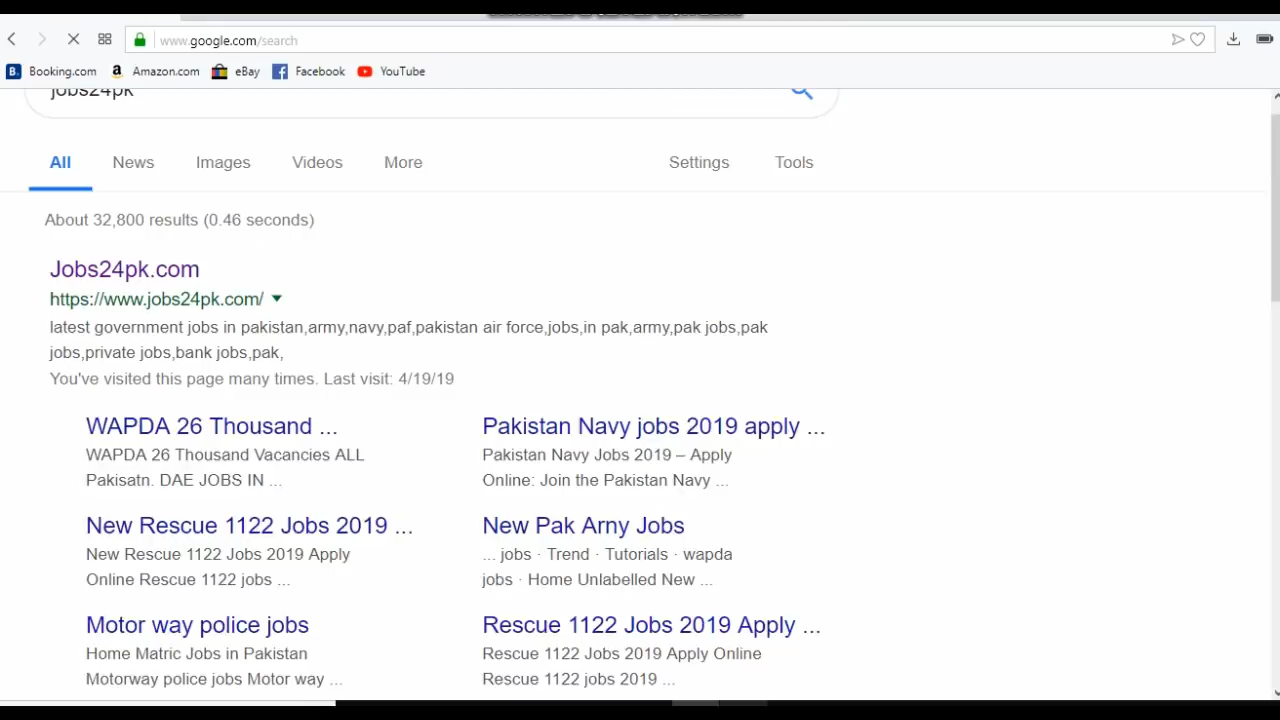 www.google.com/search
B. Booking.com a Amazon.com eBay Facebook YouTube
jobs24pk
All News Images Videos More Settings Tools
About 32,800 results (0.46 seconds)
Jobs24pk.com
https://www.jobs24pk.com/
latest government jobs in pakistan,army,navy,paf,pakistan air force,jobs,in pak,army,pak jobs,pak
jobs,private jobs,bank jobs,pak,
You've visited this page many times. Last visit: 4/19/19
WAPDA 26 Thousand ...
WAPDA 26 Thousand Vacancies ALL
Pakisatn. DAE JOBS IN ...
Pakistan Navy jobs 2019 apply ...
Pakistan Navy Jobs 2019 – Apply
Online: Join the Pakistan Navy ...
New Rescue 1122 Jobs 2019 ...
New Rescue 1122 Jobs 2019 Apply
Online Rescue 1122 jobs ...
New Pak Arny Jobs
... jobs · Trend · Tutorials · wapda
jobs · Home Unlabelled New ...
Motor way police jobs
Home Matric Jobs in Pakistan
Motorway police jobs Motor way ...
Rescue 1122 Jobs 2019 Apply ...
Rescue 1122 Jobs 2019 Apply Online
Rescue 1122 jobs 2019 ...